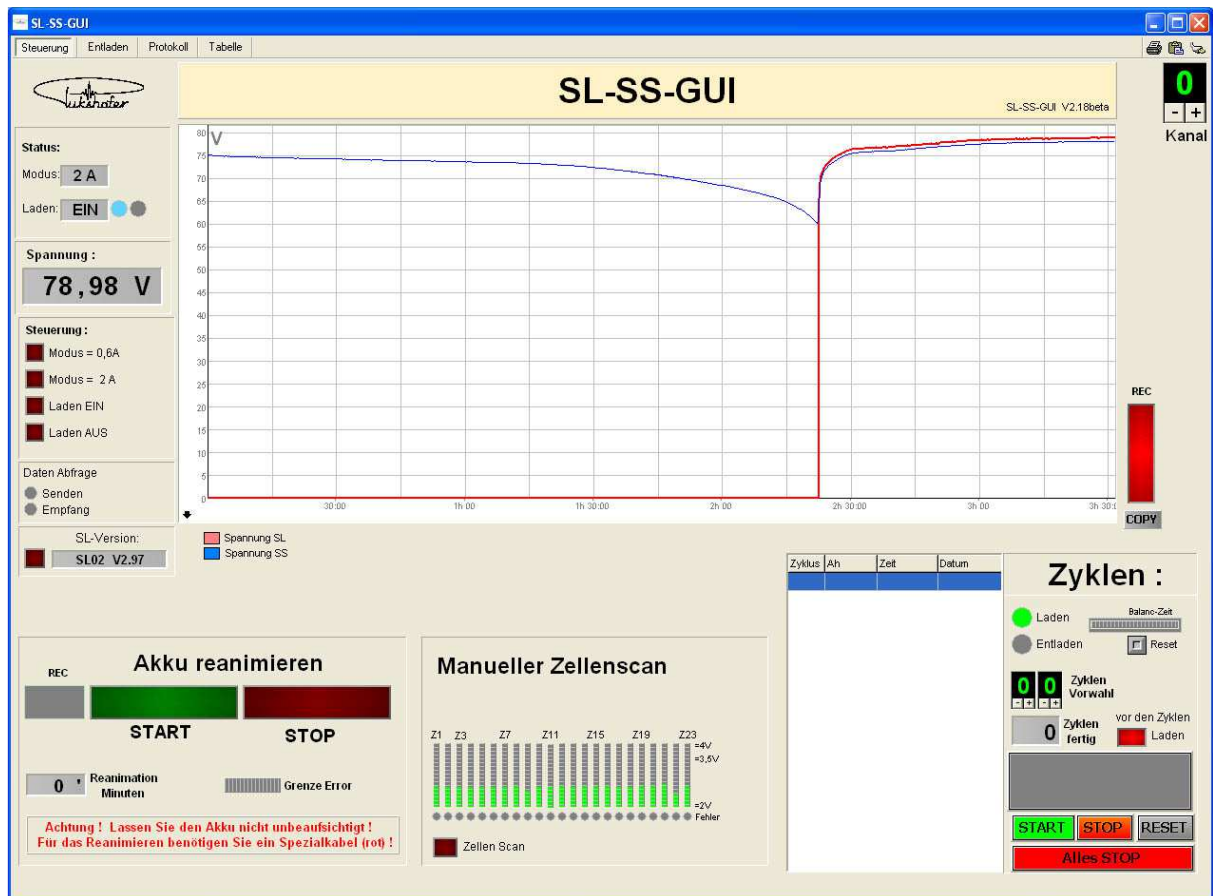 SL-SS-GUI
Steuerung Entladen Protokoll Tabelle
Lukshofer
SL-SS-GUI
SL-SS-GUI V2.18beta
0
- +
Kanal
Status:
Modus: 2 A
Laden: EIN
Spannung :
78,98 V
Steuerung :
Modus = 0,6A
Modus = 2 A
Laden EIN
Laden AUS
Daten Abfrage
Senden
Empfang
SL-Version:
SL02 V2.97
V
80
75
70
65
60
55
50
45
40
35
30
25
20
15
10
5
0
30:00 1h 00 1h 30:00 2h 00 2h 30:00 3h 00 3h 30:
Spannung SL
Spannung SS
REC
COPY
Akku reanimieren
REC
START STOP
0 ' Reanimation
Minuten
Grenze Error
Achtung ! Lassen Sie den Akku nicht unbeaufsichtigt !
Für das Reanimieren benötigen Sie ein Spezialkabel (rot) !
Manueller Zellenscan
Z1 Z3 Z7 Z11 Z15 Z19 Z23
=4V
=3,5V
=2V
Fehler
Zellen Scan
Zyklus Ah Zeit Datum
Zyklen :
Laden
Balanc-Zeit
Entladen
Reset
0 0 Zyklen
Vorwahl
- + - +
0 Zyklen
fertig
vor den Zyklen
Laden
START STOP RESET
Alles STOP